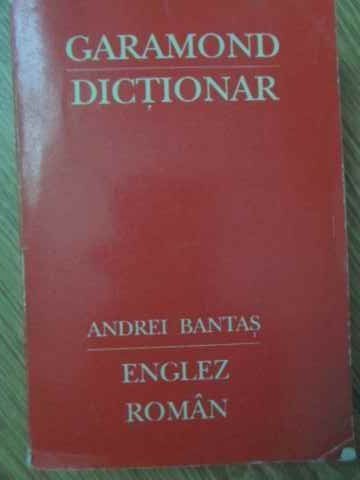 GARAMOND
DICȚIONAR
ANDREI BANTAȘ
ENGLEZ
ROMÂN